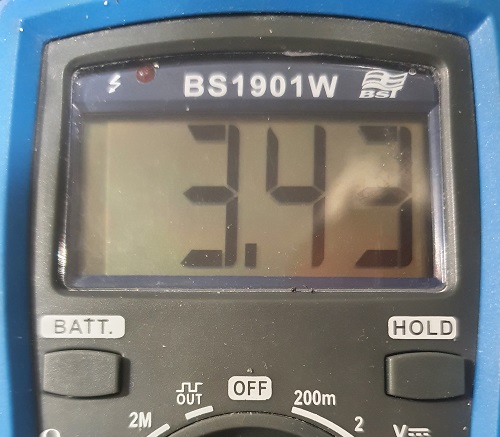 BS1901W BSI
3.43
BATT. HOLD
OUT OFF 200m
2M 2 V
Ω